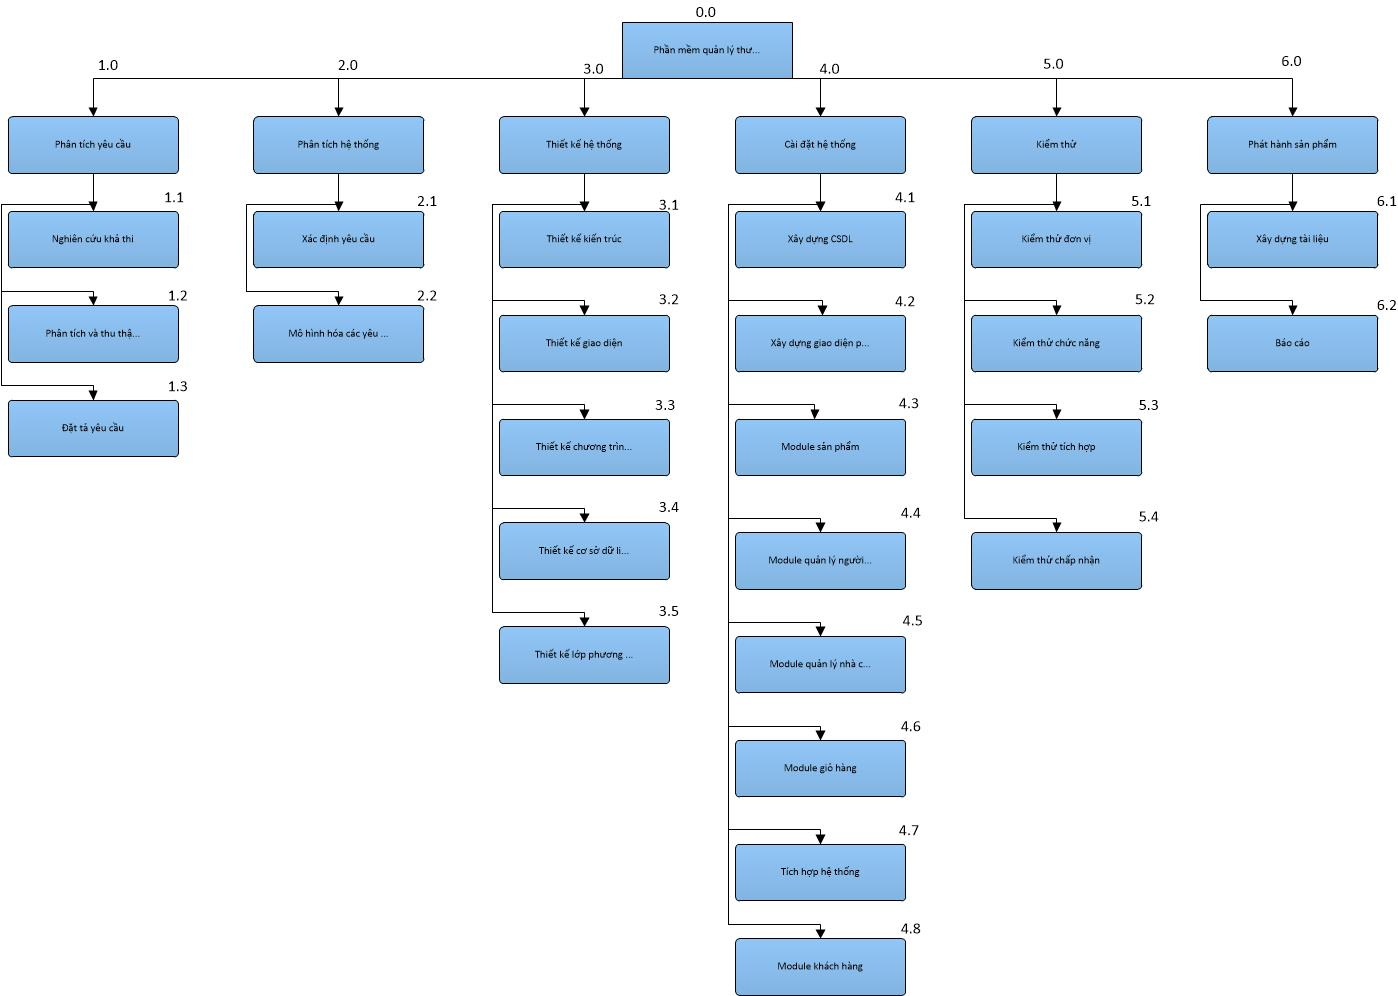 0.0
Phần mềm quản lý thư...
1.0
2.0
3.0
4.0
5.0
6.0
Phân tích yêu cầu
Phân tích hệ thống
Thiết kế hệ thống
Cài đặt hệ thống
Kiểm thử
Phát hành sản phẩm
1.1
Nghiên cứu khả thi
1.2
Phân tích và thu thậ...
1.3
Đặt tả yêu cầu
2.1
Xác định yêu cầu
2.2
Mô hình hóa các yêu ...
3.1
Thiết kế kiến trúc
3.2
Thiết kế giao diện
3.3
Thiết kế chương trìn...
3.4
Thiết kế cơ sở dữ li...
3.5
Thiết kế lớp phương ...
4.1
Xây dựng CSDL
4.2
Xây dựng giao diện p...
4.3
Module sản phẩm
4.4
Module quản lý người...
4.5
Module quản lý nhà c...
4.6
Module giỏ hàng
4.7
Tích hợp hệ thống
4.8
Module khách hàng
5.1
Kiểm thử đơn vị
5.2
Kiểm thử chức năng
5.3
Kiểm thử tích hợp
5.4
Kiểm thử chấp nhận
6.1
Xây dựng tài liệu
6.2
Báo cáo